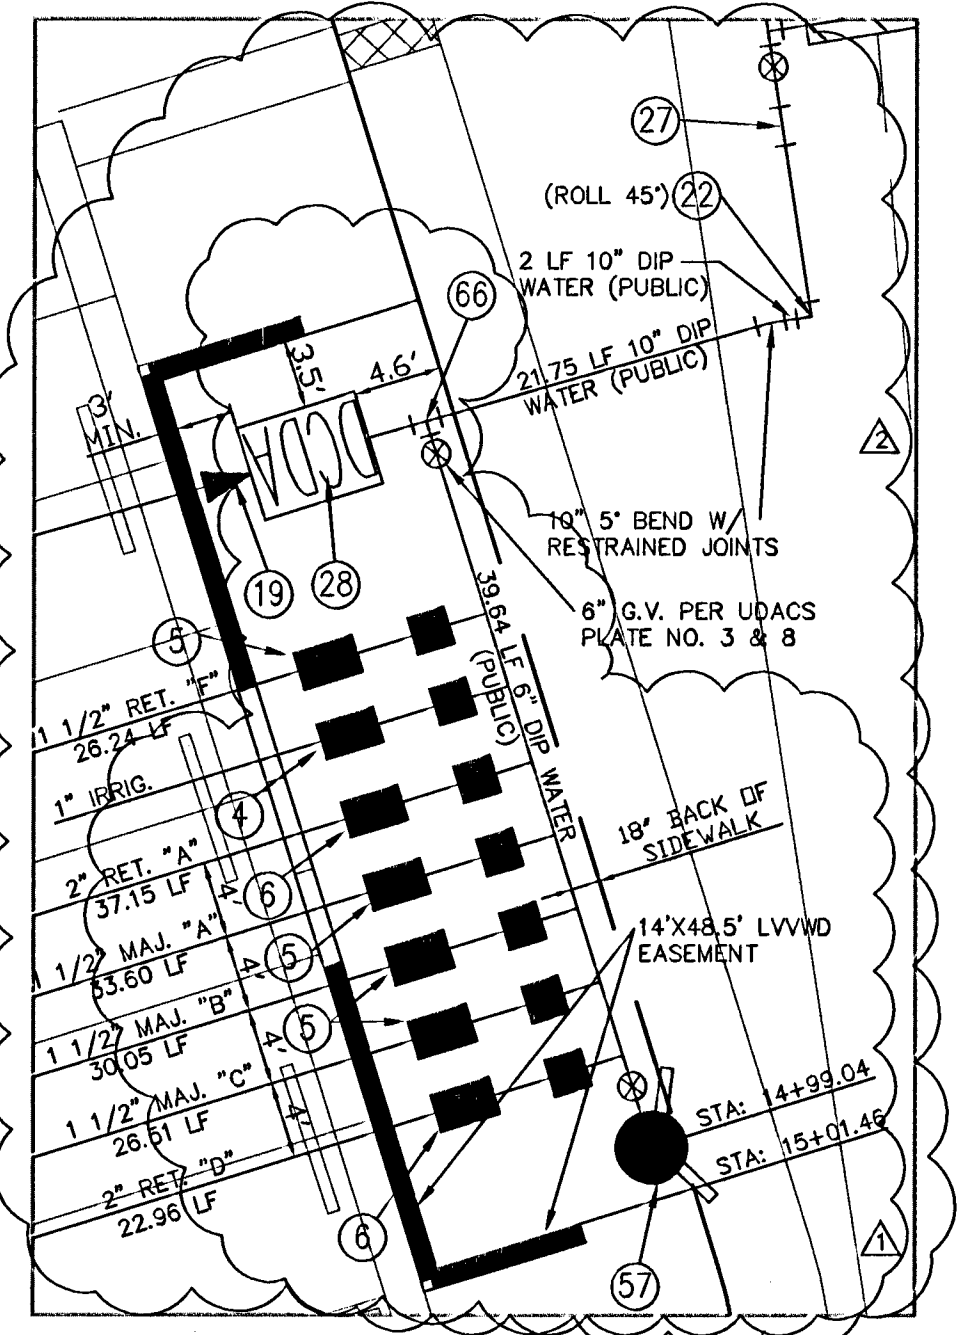 27
(ROLL 45°) 22
2 LF 10" DIP
WATER (PUBLIC)
66
21.75 LF 10" DIP
WATER (PUBLIC)
3.5'
4.6'
3'
MIN.
DCDA
2
10" 5° BEND W/
RESTRAINED JOINTS
19
28
6" G.V. PER UDACS
PLATE NO. 3 & 8
39.64 LF 6" DIP WATER
(PUBLIC)
5
1 1/2" RET. "F"
26.24 LF
1" IRRIG.
4
2" RET. "A"
37.15 LF
6
18" BACK OF
SIDEWALK
4'
1 1/2" MAJ. "A"
33.60 LF
5
14'X48.5' LVVWD
EASEMENT
4'
1 1/2" MAJ. "B"
30.05 LF
5
4'
1 1/2" MAJ. "C"
26.51 LF
4'
STA: 14+99.04
STA: 15+01.46
2" RET. "D"
22.96 LF
6
57
1